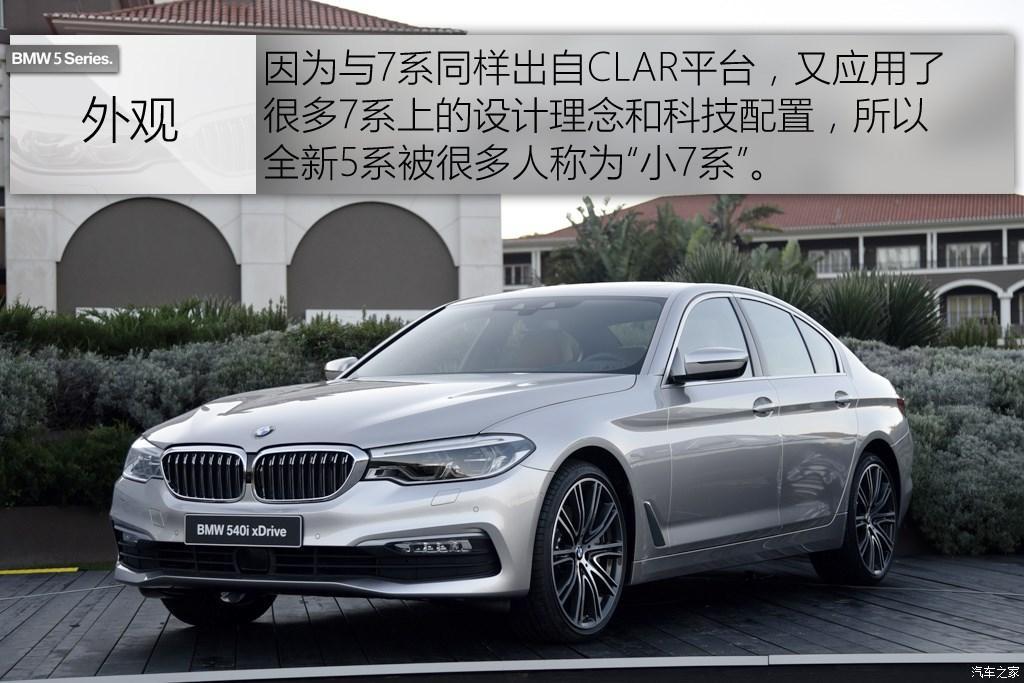 BMW 5 Series.
外观
因为与7系同样出自CLAR平台，又应用了
很多7系上的设计理念和科技配置，所以
全新5系被很多人称为“小7系”。
BMW 540i xDrive
汽车之家